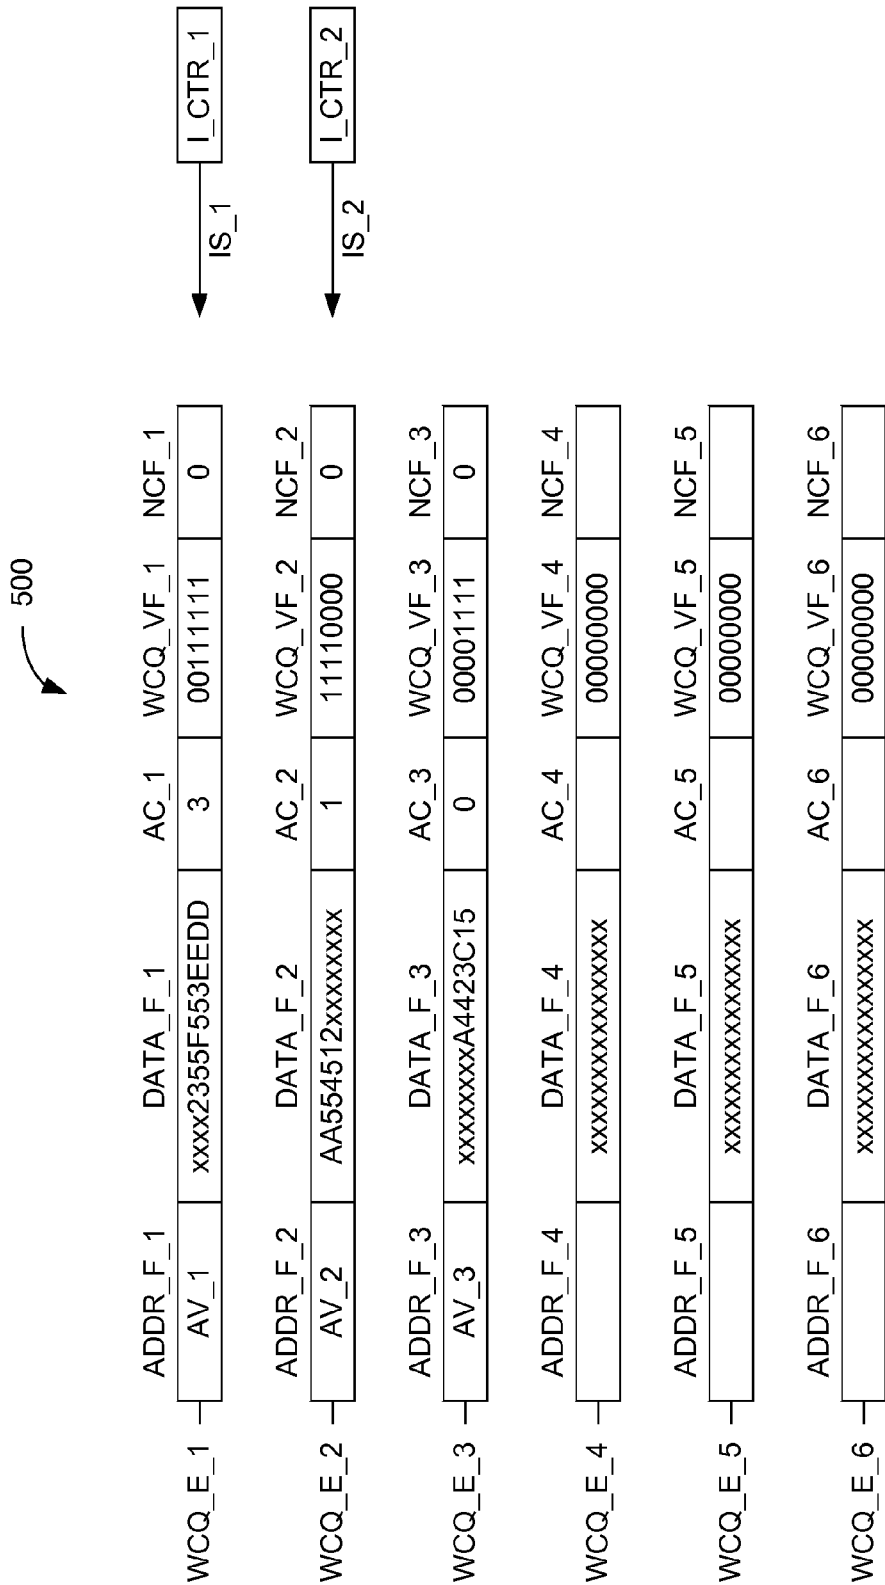 500
ADDR_F_1 DATA_F_1 AC_1 WCQ_VF_1 NCF_1
WCQ_E_1 AV_1 xxxx2355F553EEDD 3 00111111 0 I_CTR_1
IS_1
ADDR_F_2 DATA_F_2 AC_2 WCQ_VF_2 NCF_2
WCQ_E_2 AV_2 AA554512xxxxxxxx 1 11110000 0 I_CTR_2
IS_2
ADDR_F_3 DATA_F_3 AC_3 WCQ_VF_3 NCF_3
WCQ_E_3 AV_3 xxxxxxxxA4423C15 0 00001111 0
ADDR_F_4 DATA_F_4 AC_4 WCQ_VF_4 NCF_4
WCQ_E_4 xxxxxxxxxxxxxxxx 00000000
ADDR_F_5 DATA_F_5 AC_5 WCQ_VF_5 NCF_5
WCQ_E_5 xxxxxxxxxxxxxxxx 00000000
ADDR_F_6 DATA_F_6 AC_6 WCQ_VF_6 NCF_6
WCQ_E_6 xxxxxxxxxxxxxxxx 00000000